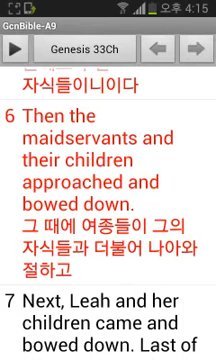 오후 4:15
GcnBible-A9
Genesis 33Ch
자식들이니이다
6 Then the
maidservants and
their children
approached and
bowed down.
그 때에 여종들이 그의
자식들과 더불어 나아와
절하고
7 Next, Leah and her
children came and
bowed down. Last of